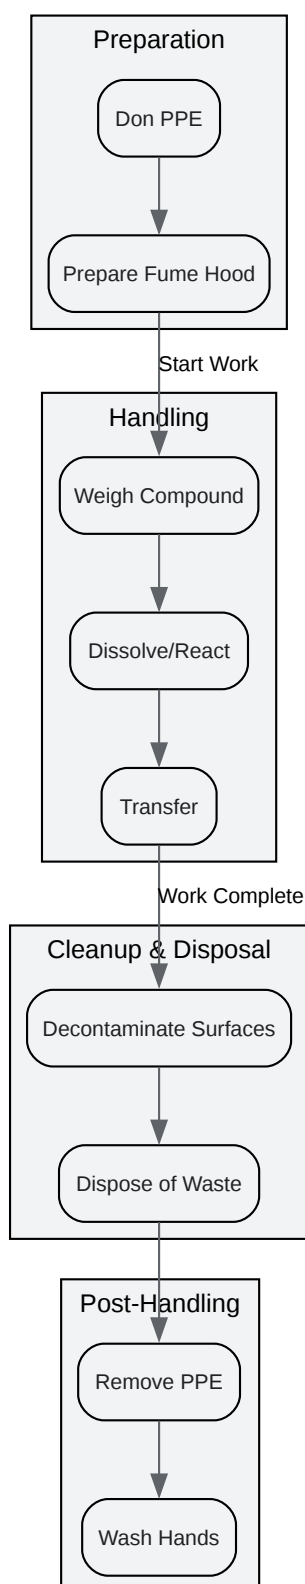 Preparation
Don PPE
Prepare Fume Hood
Start Work
Handling
Weigh Compound
Dissolve/React
Transfer
Work Complete
Cleanup & Disposal
Decontaminate Surfaces
Dispose of Waste
Post-Handling
Remove PPE
Wash Hands